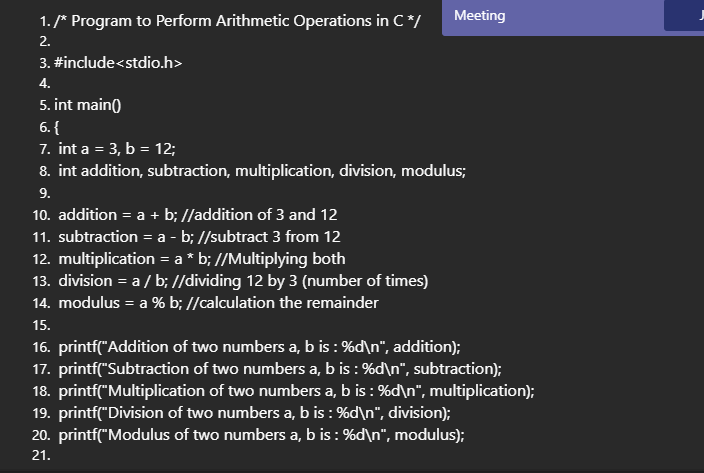 Meeting
J
1. /* Program to Perform Arithmetic Operations in C */
2.
3. #include<stdio.h>
4.
5. int main()
6. {
7. int a = 3, b = 12;
8. int addition, subtraction, multiplication, division, modulus;
9.
10. addition = a + b; //addition of 3 and 12
11. subtraction = a - b; //subtract 3 from 12
12. multiplication = a * b; //Multiplying both
13. division = a / b; //dividing 12 by 3 (number of times)
14. modulus = a % b; //calculation the remainder
15.
16. printf("Addition of two numbers a, b is : %d\n", addition);
17. printf("Subtraction of two numbers a, b is : %d\n", subtraction);
18. printf("Multiplication of two numbers a, b is : %d\n", multiplication);
19. printf("Division of two numbers a, b is : %d\n", division);
20. printf("Modulus of two numbers a, b is : %d\n", modulus);
21.